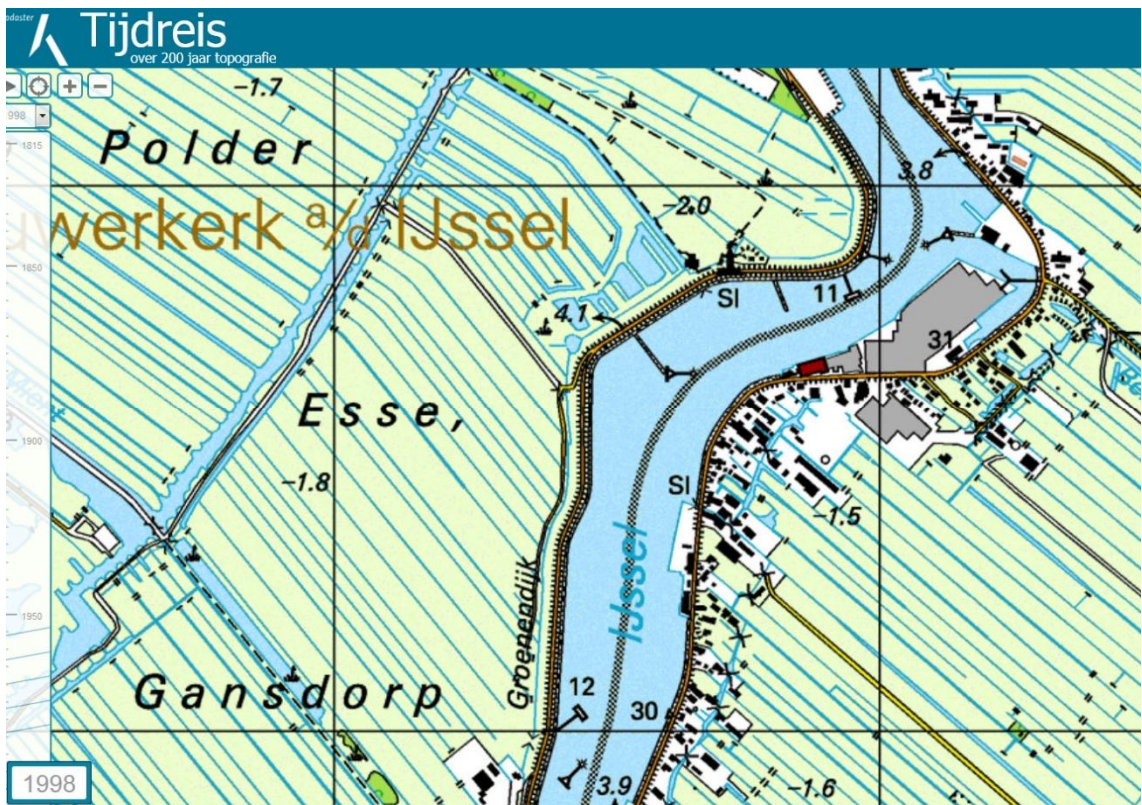 Tijdreis
over 200 jaar topografie
-1.7
1815
Polder
3.8
-2.0
werkerk a/d IJssel
1850
11
Sl
4.1
31
Esse,
1900
-1.8
Sl
-1.5
IJssel
Groenendijk
1950
Gansdorp
12
30
1998
3.9
-1.6